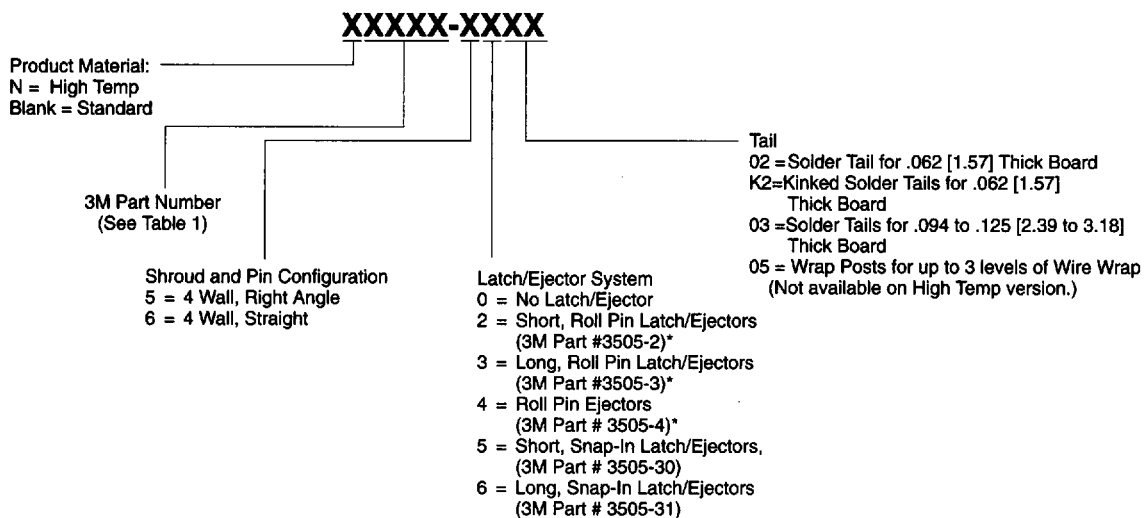 XXXXX-XXXX
Product Material:
N = High Temp
Blank = Standard
3M Part Number
(See Table 1)
Shroud and Pin Configuration
5 = 4 Wall, Right Angle
6 = 4 Wall, Straight
Latch/Ejector System
0 = No Latch/Ejector
2 = Short, Roll Pin Latch/Ejectors
(3M Part #3505-2)*
3 = Long, Roll Pin Latch/Ejectors
(3M Part #3505-3)*
4 = Roll Pin Ejectors
(3M Part # 3505-4)*
5 = Short, Snap-In Latch/Ejectors,
(3M Part # 3505-30)
6 = Long, Snap-In Latch/Ejectors
(3M Part # 3505-31)
Tail
02 =Solder Tail for .062 [1.57] Thick Board
K2=Kinked Solder Tails for .062 [1.57]
Thick Board
03 =Solder Tails for .094 to .125 [2.39 to 3.18]
Thick Board
05 = Wrap Posts for up to 3 levels of Wire Wrap
(Not available on High Temp version.)